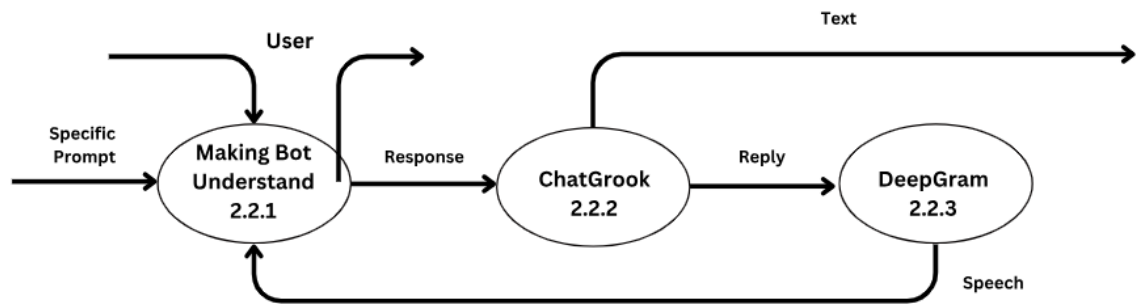 Text
User
Specific
Prompt
Making Bot
Understand
2.2.1
Response
ChatGrook
2.2.2
Reply
DeepGram
2.2.3
Speech